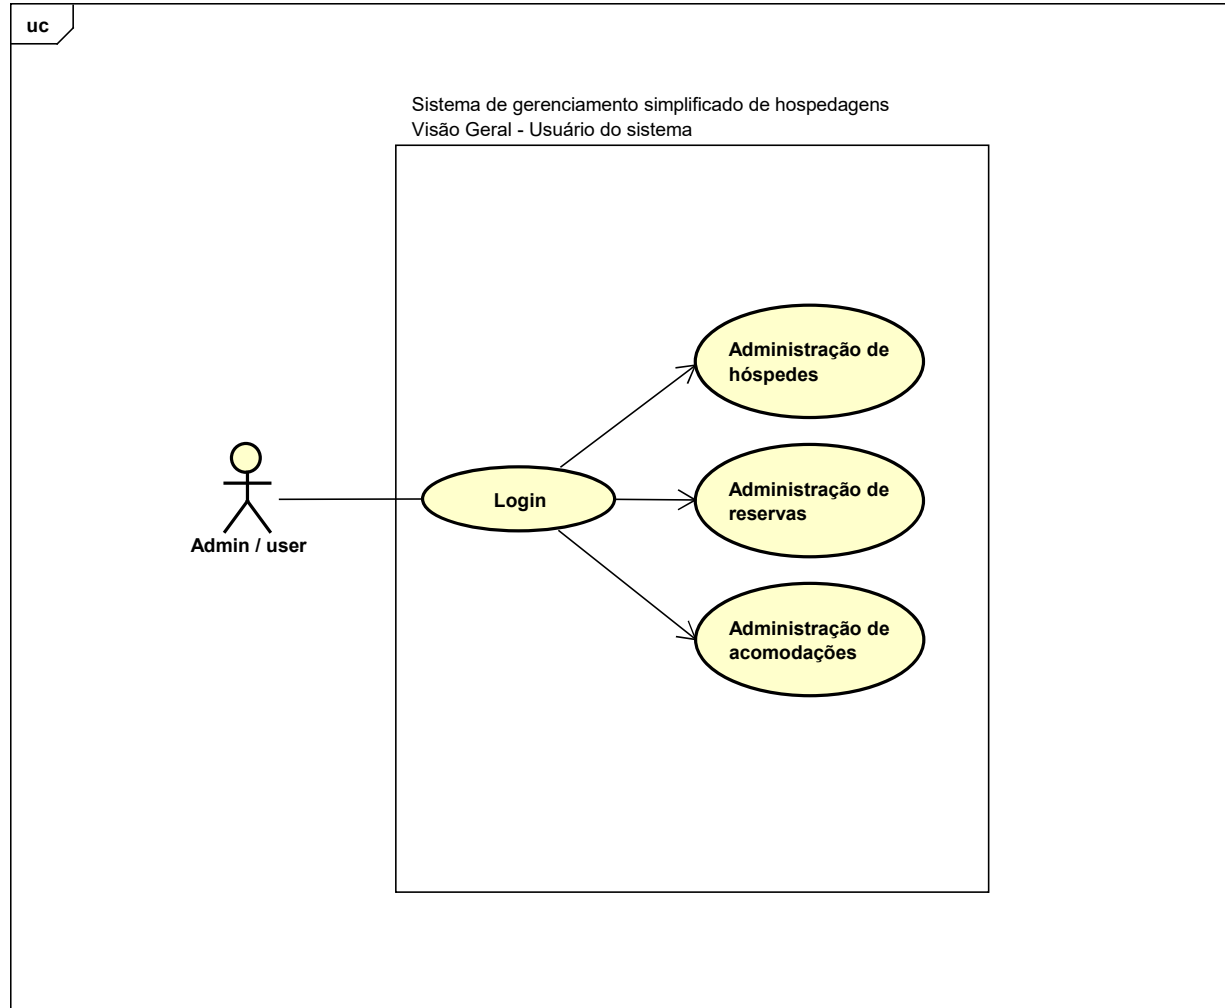 uc
Sistema de gerenciamento simplificado de hospedagens
Visão Geral - Usuário do sistema
Administração de
hóspedes
Login
Administração de
reservas
Admin / user
Administração de
acomodações